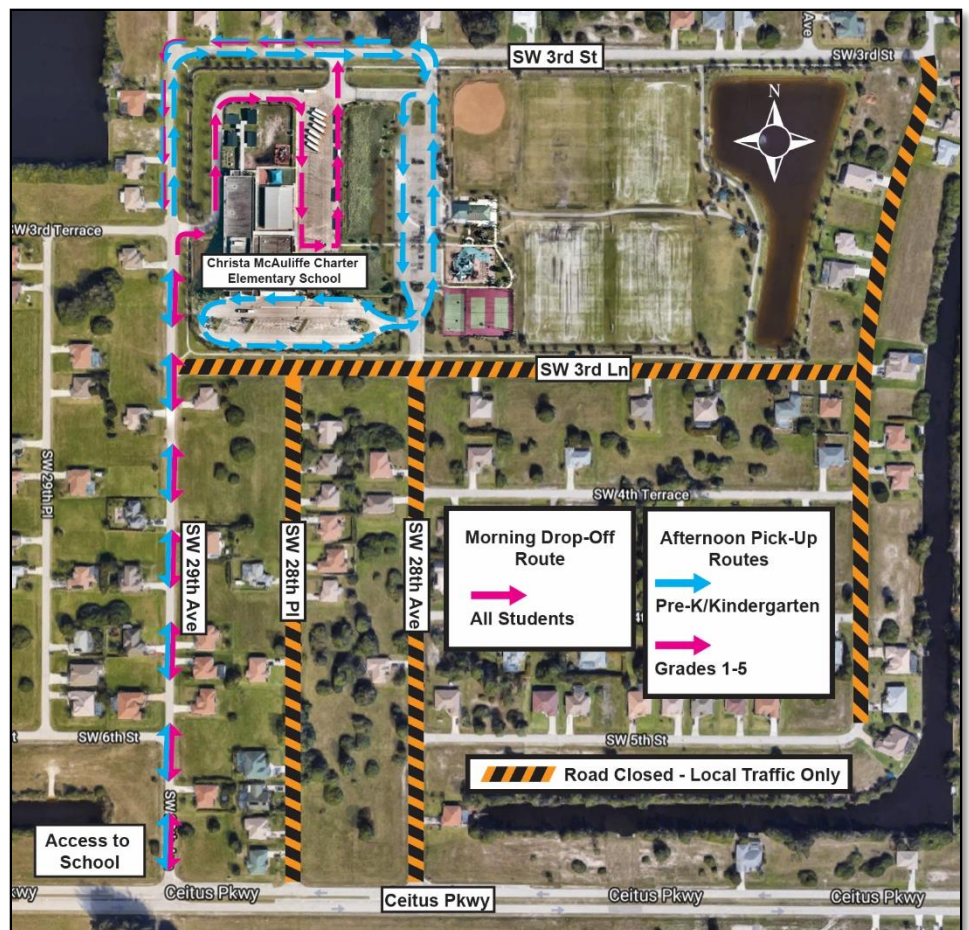 Ave
SW 3rd St
SW 3rd St
N
SW 3rd Terrace
Christa McAuliffe Charter
Elementary School
SW 3rd Ln
SW 29th Pl
SW 29th Ave
SW 28th Pl
SW 28th Ave
SW 4th Terrace
Morning Drop-Off
Route
All Students
Afternoon Pick-Up
Routes
Pre-K/Kindergarten
Grades 1-5
SW 6th St
SW 5th St
Road Closed - Local Traffic Only
Access to
School
kwy
Ceitus Pkwy
Ceitus Pkwy
Ceitus Pkwy
Ceitus Pkwy